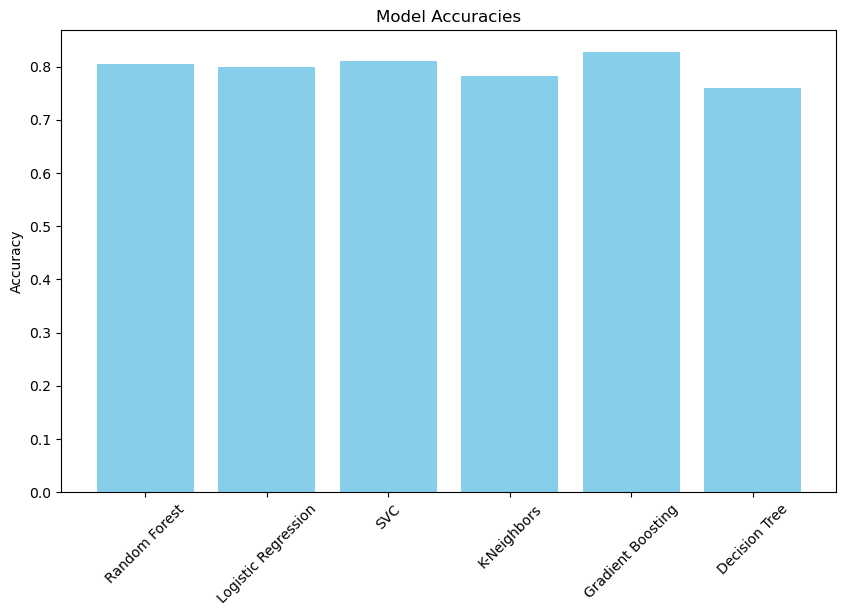 Model Accuracies
Accuracy
0.8
0.7
0.6
0.5
0.4
0.3
0.2
0.1
0.0
Random Forest
Logistic Regression
SVC
K-Neighbors
Gradient Boosting
Decision Tree